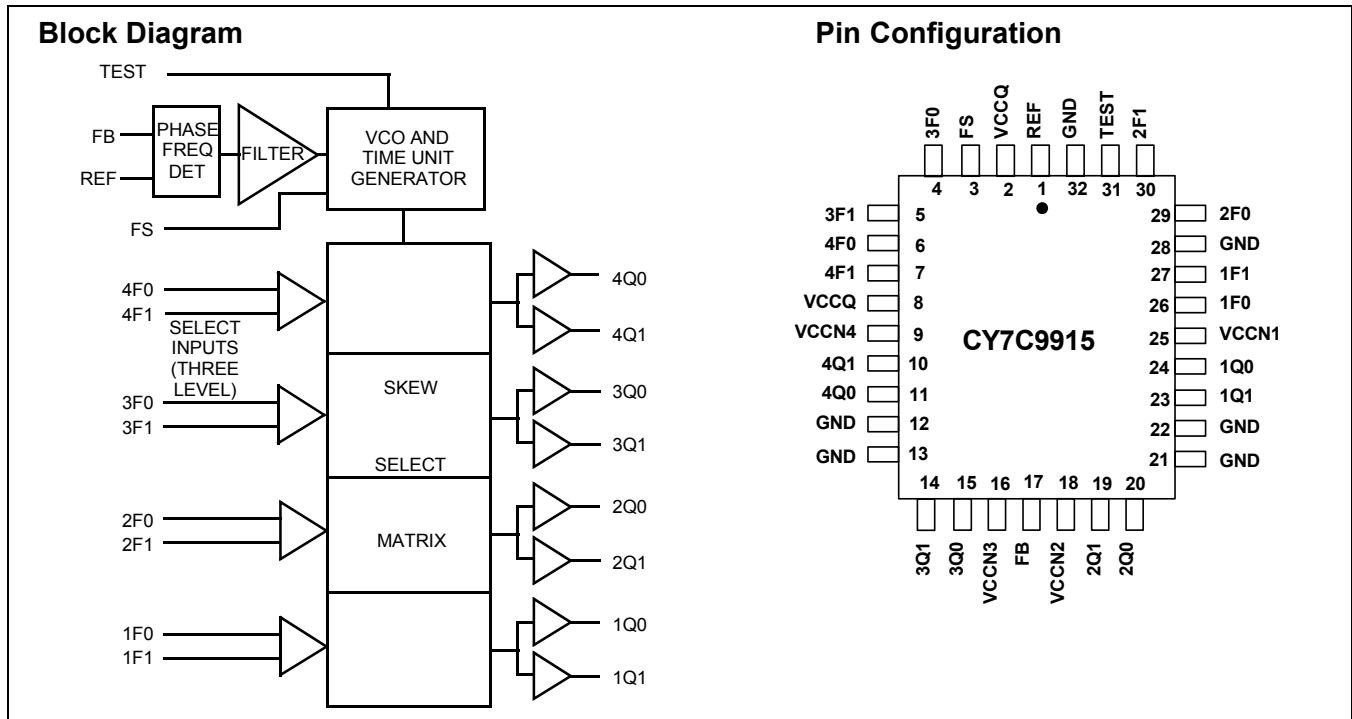 Block Diagram
TEST
FB
REF
PHASE
FREQ
DET
FILTER
VCO AND
TIME UNIT
GENERATOR
FS
4F0
4F1
SELECT
INPUTS
(THREE
LEVEL)
3F0
3F1
2F0
2F1
1F0
1F1
SKEW
SELECT
MATRIX
4Q0
4Q1
3Q0
3Q1
2Q0
2Q1
1Q0
1Q1
Pin Configuration
3F0
FS
VCCQ
REF
GND
TEST
2F1
4 3 2 1 32 31 30
3F1 5
4F0 6
4F1 7
VCCQ 8
VCCN4 9
4Q1 10
4Q0 11
GND 12
GND 13
CY7C9915
29 2F0
28 GND
27 1F1
26 1F0
25 VCCN1
24 1Q0
23 1Q1
22 GND
21 GND
14 15 16 17 18 19 20
3Q1
3Q0
VCCN3
FB
VCCN2
2Q1
2Q0